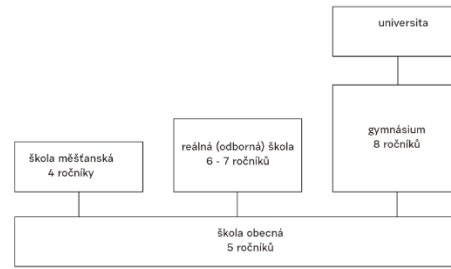 universita
gymnásium
8 ročníků
reálná (odborná) škola
6 - 7 ročníků
škola měšťanská
4 ročníky
škola obecná
5 ročníků